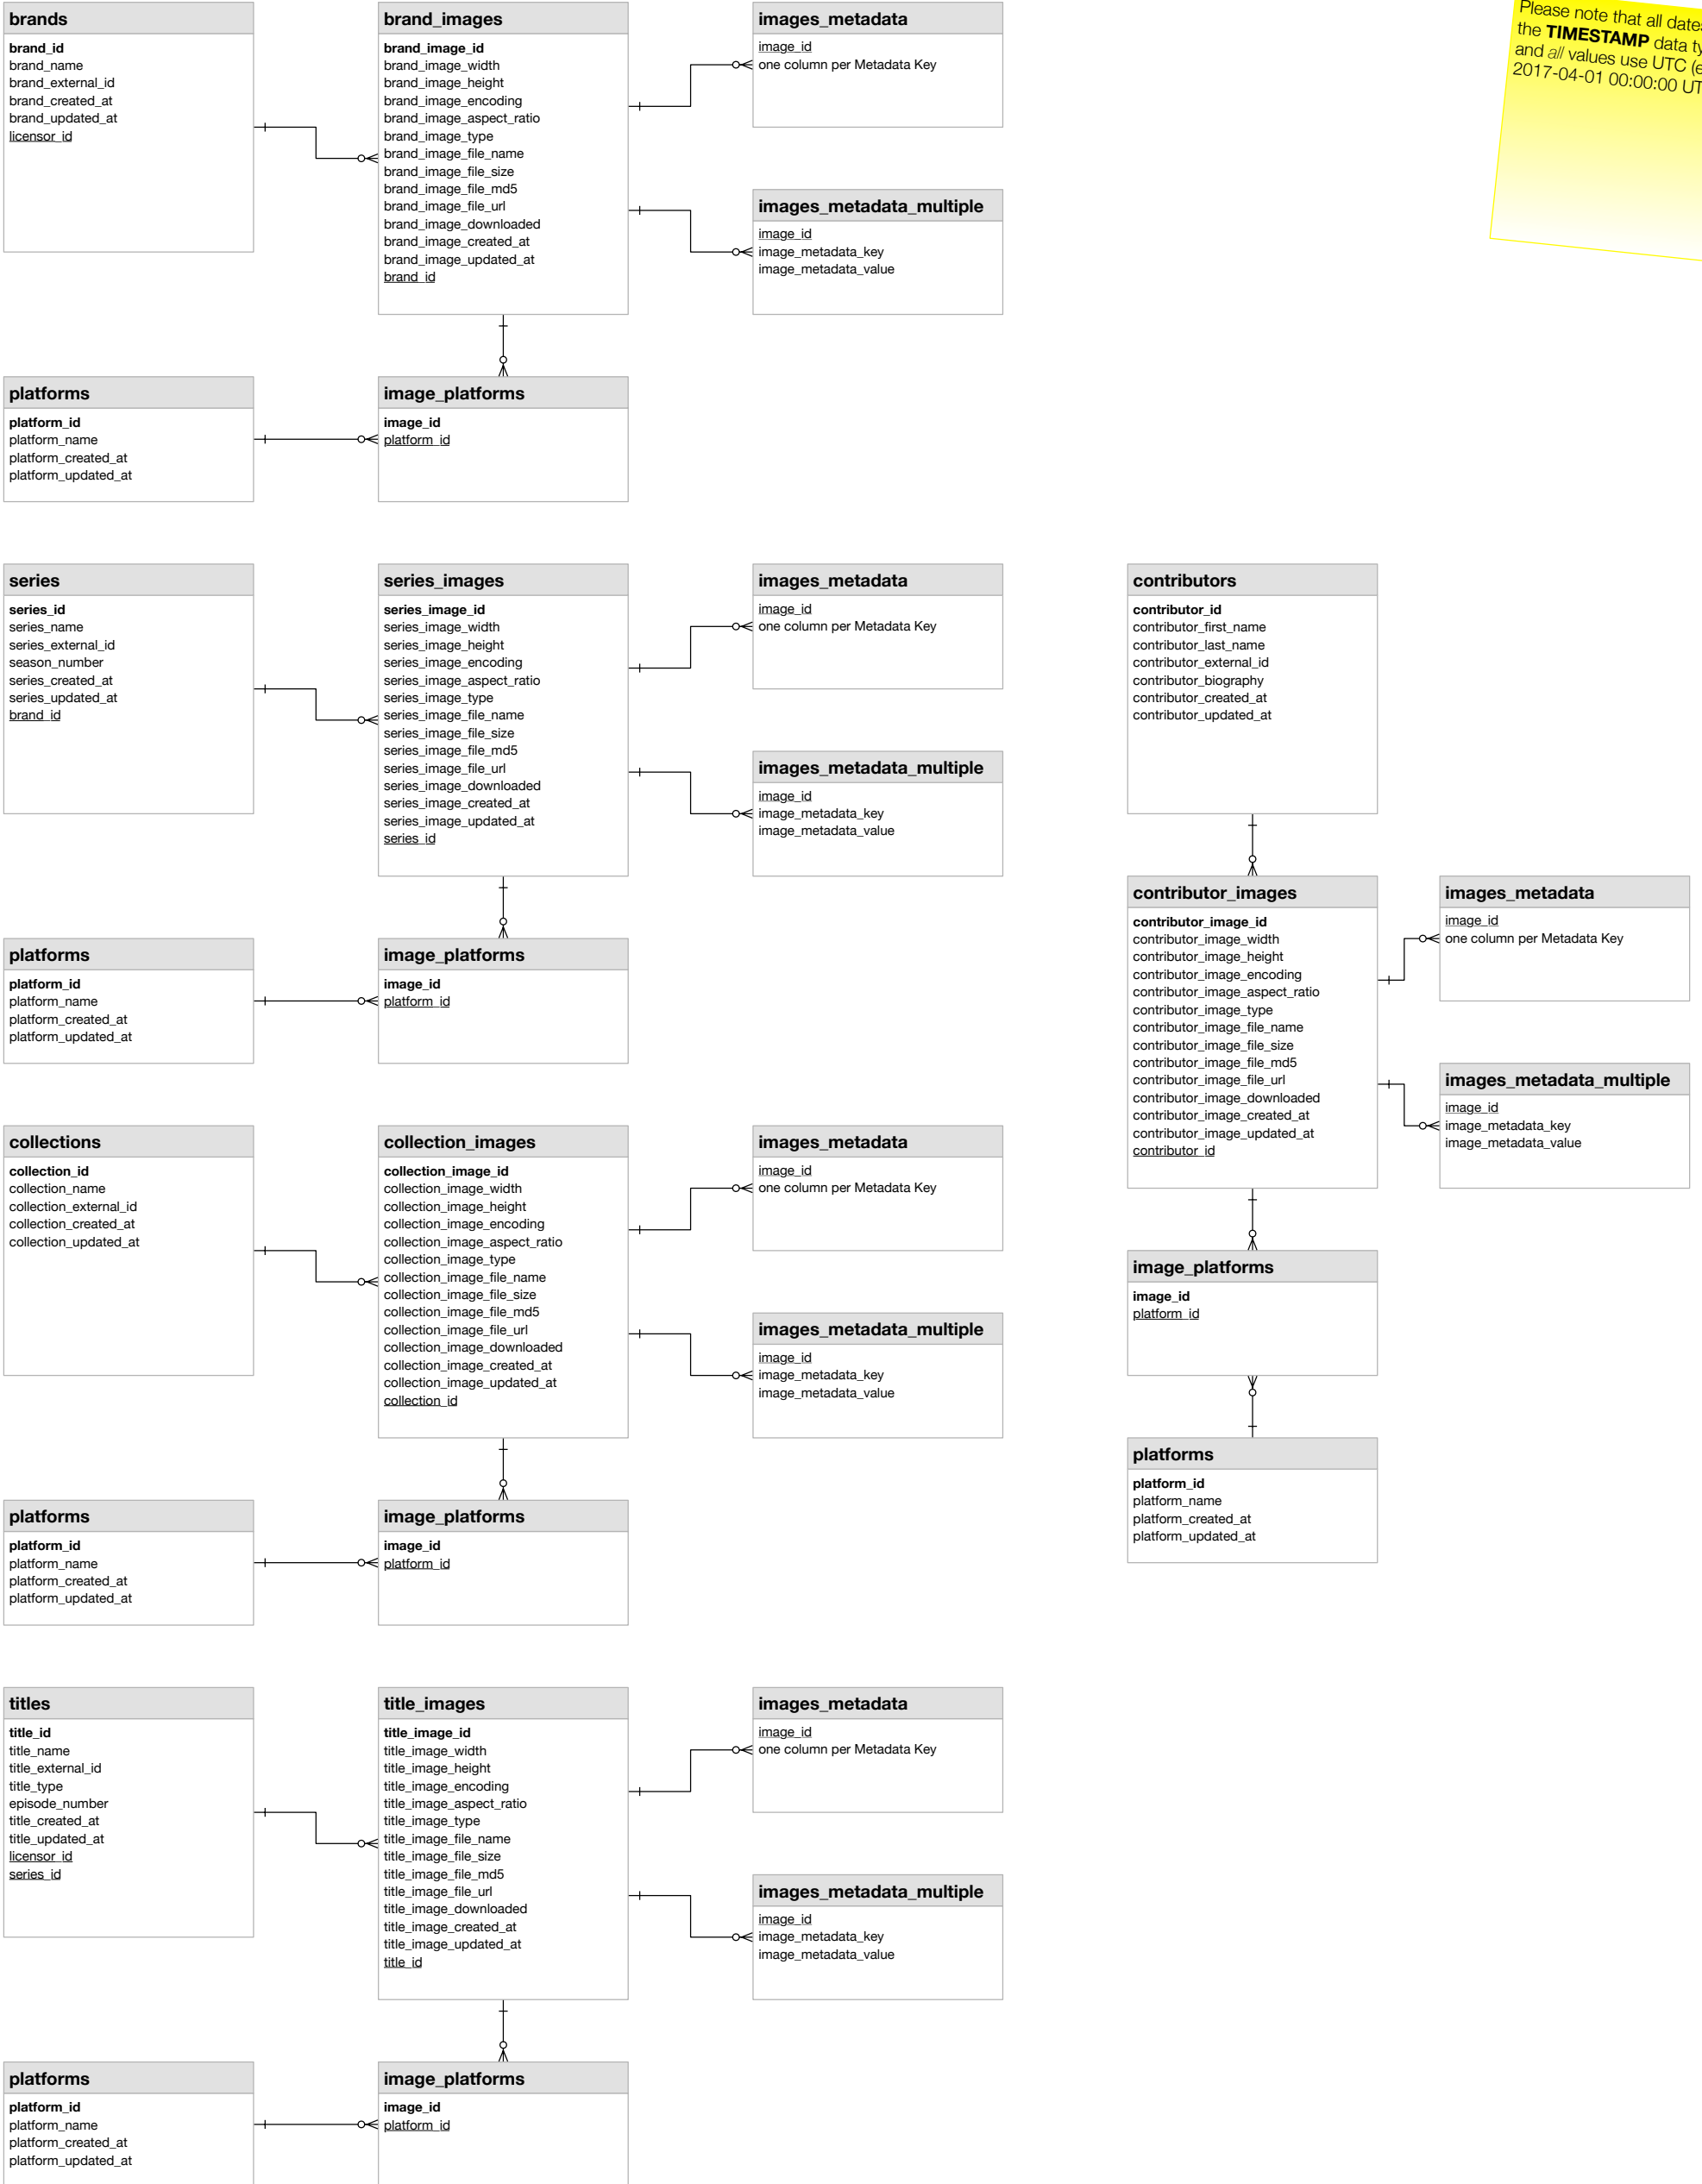 brands
brand_id
brand_name
brand_external_id
brand_created_at
brand_updated_at
licensor_id
brand_images
brand_image_id
brand_image_width
brand_image_height
brand_image_encoding
brand_image_aspect_ratio
brand_image_type
brand_image_file_name
brand_image_file_size
brand_image_file_md5
brand_image_file_url
brand_image_downloaded
brand_image_created_at
brand_image_updated_at
brand_id
images_metadata
image_id
one column per Metadata Key
images_metadata_multiple
image_id
image_metadata_key
image_metadata_value
Please note that all dates
the TIMESTAMP data ty
and all values use UTC (e
2017-04-01 00:00:00 UT
platforms
platform_id
platform_name
platform_created_at
platform_updated_at
image_platforms
image_id
platform_id
series
series_id
series_name
series_external_id
season_number
series_created_at
series_updated_at
brand_id
series_images
series_image_id
series_image_width
series_image_height
series_image_encoding
series_image_aspect_ratio
series_image_type
series_image_file_name
series_image_file_size
series_image_file_md5
series_image_file_url
series_image_downloaded
series_image_created_at
series_image_updated_at
series_id
images_metadata
image_id
one column per Metadata Key
images_metadata_multiple
image_id
image_metadata_key
image_metadata_value
platforms
platform_id
platform_name
platform_created_at
platform_updated_at
image_platforms
image_id
platform_id
contributors
contributor_id
contributor_first_name
contributor_last_name
contributor_external_id
contributor_biography
contributor_created_at
contributor_updated_at
contributor_images
contributor_image_id
contributor_image_width
contributor_image_height
contributor_image_encoding
contributor_image_aspect_ratio
contributor_image_type
contributor_image_file_name
contributor_image_file_size
contributor_image_file_md5
contributor_image_file_url
contributor_image_downloaded
contributor_image_created_at
contributor_image_updated_at
contributor_id
images_metadata
image_id
one column per Metadata Key
images_metadata_multiple
image_id
image_metadata_key
image_metadata_value
image_platforms
image_id
platform_id
platforms
platform_id
platform_name
platform_created_at
platform_updated_at
collections
collection_id
collection_name
collection_external_id
collection_created_at
collection_updated_at
collection_images
collection_image_id
collection_image_width
collection_image_height
collection_image_encoding
collection_image_aspect_ratio
collection_image_type
collection_image_file_name
collection_image_file_size
collection_image_file_md5
collection_image_file_url
collection_image_downloaded
collection_image_created_at
collection_image_updated_at
collection_id
images_metadata
image_id
one column per Metadata Key
images_metadata_multiple
image_id
image_metadata_key
image_metadata_value
platforms
platform_id
platform_name
platform_created_at
platform_updated_at
image_platforms
image_id
platform_id
titles
title_id
title_name
title_external_id
title_type
episode_number
title_created_at
title_updated_at
licensor_id
series_id
title_images
title_image_id
title_image_width
title_image_height
title_image_encoding
title_image_aspect_ratio
title_image_type
title_image_file_name
title_image_file_size
title_image_file_md5
title_image_file_url
title_image_downloaded
title_image_created_at
title_image_updated_at
title_id
images_metadata
image_id
one column per Metadata Key
images_metadata_multiple
image_id
image_metadata_key
image_metadata_value
platforms
platform_id
platform_name
platform_created_at
platform_updated_at
image_platforms
image_id
platform_id